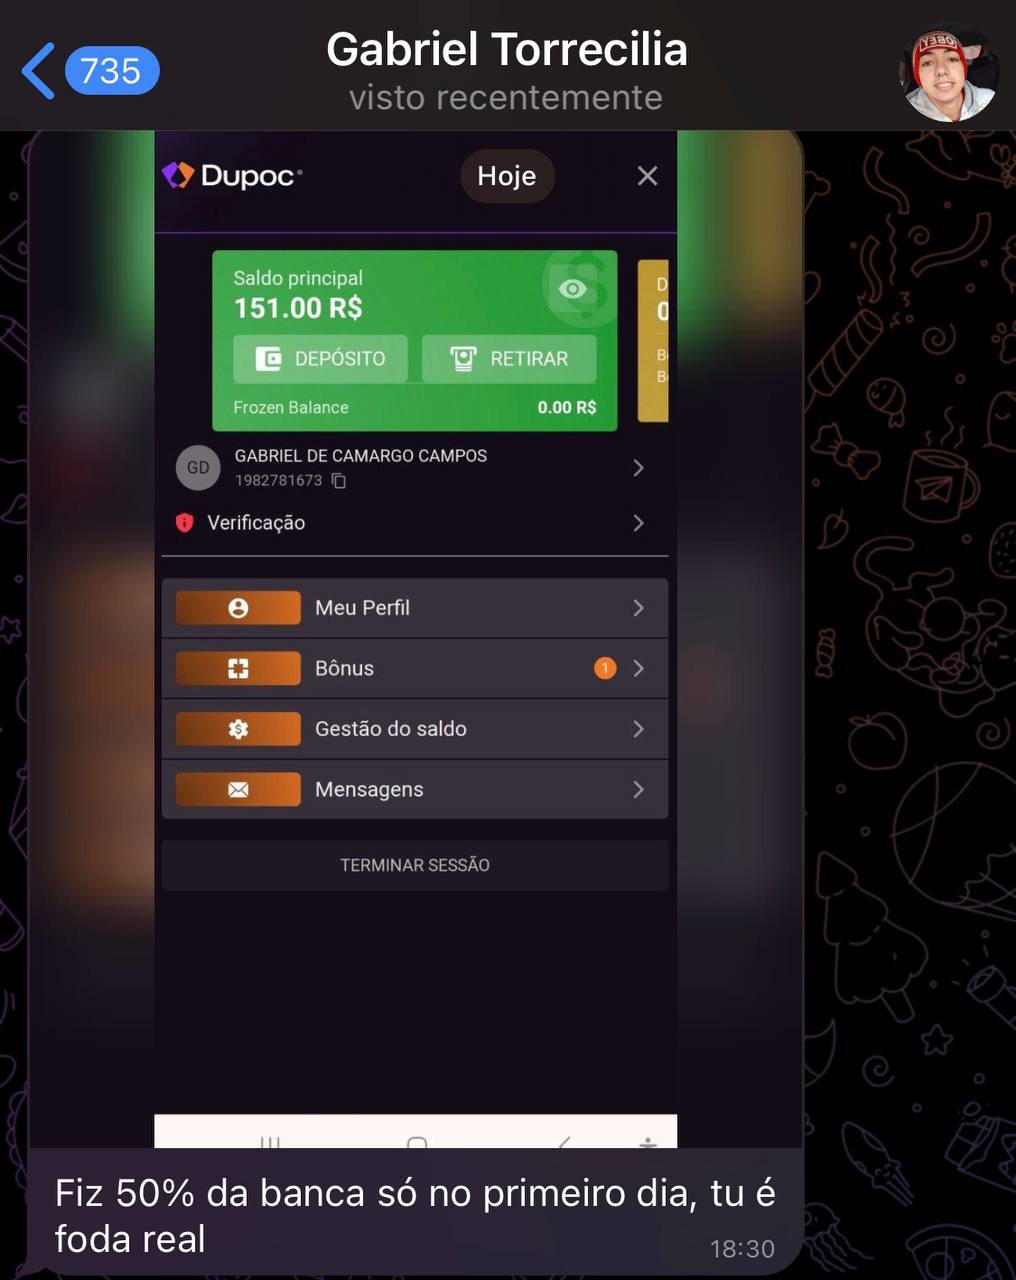 735
Gabriel Torrecilia
visto recentemente
Dupoc
Hoje
Saldo principal
151.00 R$
DEPÓSITO
RETIRAR
Frozen Balance
0.00 R$
D
0
B
B
GD
GABRIEL DE CAMARGO CAMPOS
1982781673
Verificação
Meu Perfil
Bônus
1
Gestão do saldo
Mensagens
TERMINAR SESSÃO
Fiz 50% da banca só no primeiro dia, tu é
foda real
18:30